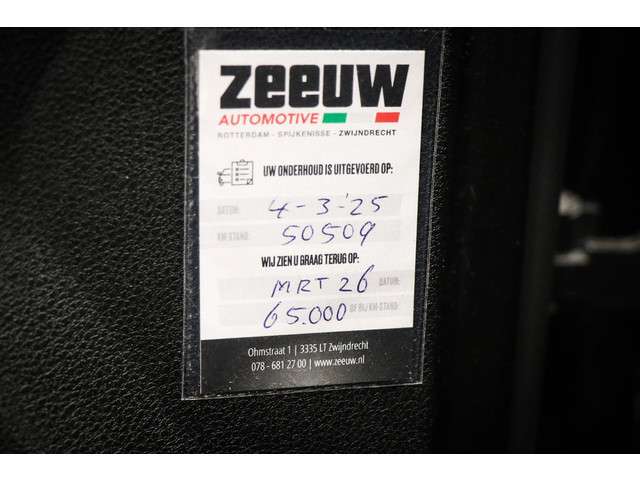 zeeuw
AUTOMOTIVE
ROTTERDAM - SPIJKENISSE - ZWIJNDRECHT
UW ONDERHOUD IS UITGEVOERD OP:
DATUM: 4-3-'25
KM-STAND: 50509
WIJ ZIEN U GRAAG TERUG OP:
MRT 26 DATUM:
65.000 OF BIJ KM-STAND:
Ohmstraat 1 | 3335 LT Zwijndrecht
078 - 681 27 00 | www.zeeuw.nl